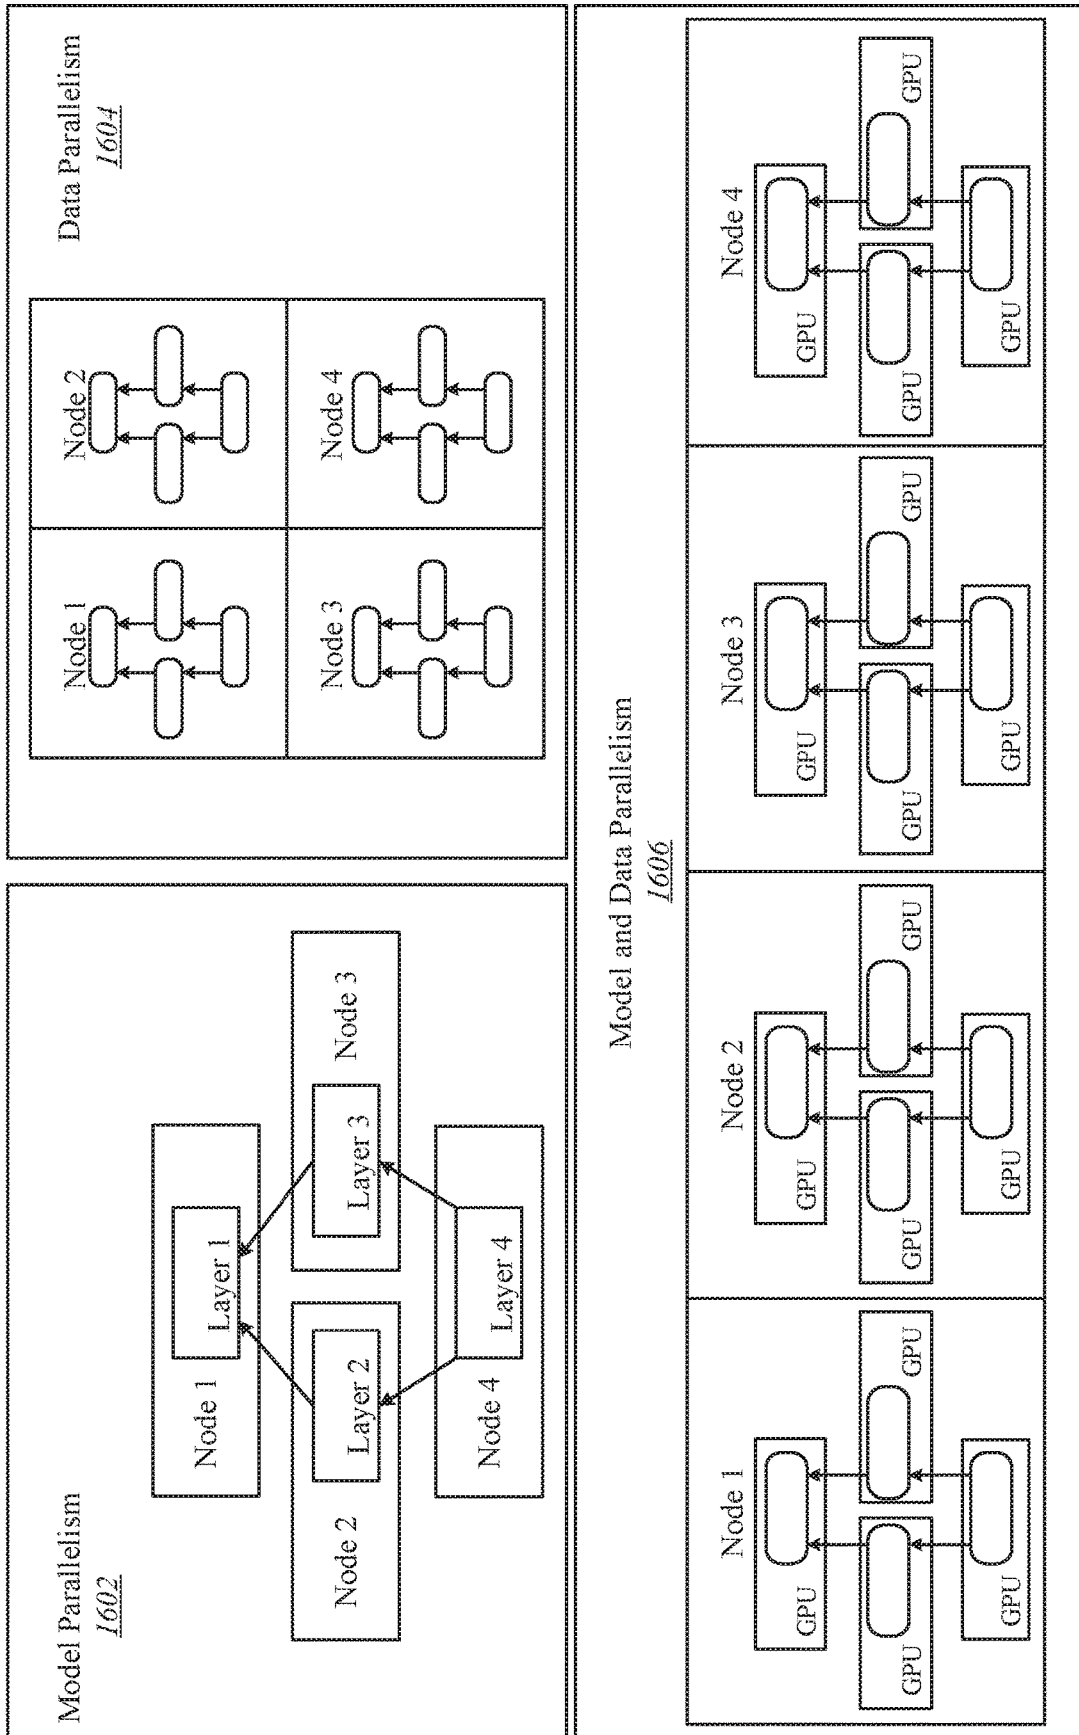 Model Parallelism
1602
Node 1
Layer 1
Node 2
Layer 2
Layer 3
Node 3
Node 4
Layer 4
Data Parallelism
1604
Node 1
Node 2
Node 3
Node 4
Model and Data Parallelism
1606
Node 1
GPU
GPU
GPU
GPU
Node 2
GPU
GPU
GPU
GPU
Node 3
GPU
GPU
GPU
GPU
Node 4
GPU
GPU
GPU
GPU